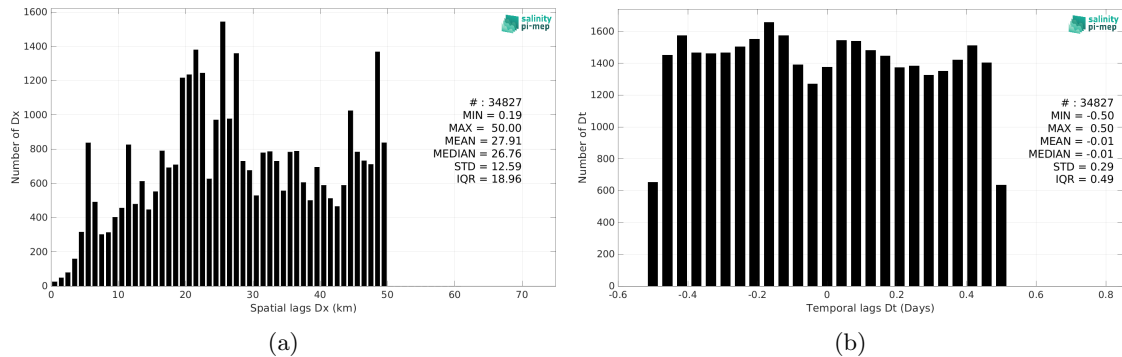 1600
1400
1200
1000
800
600
400
200
0
Number of Dx
salinity
pi-mep
# : 34827
MIN = 0.19
MAX = 50.00
MEAN = 27.91
MEDIAN = 26.76
STD = 12.59
IQR = 18.96
0 10 20 30 40 50 60 70
Spatial lags Dx (km)
(a)
1600
1400
1200
1000
800
600
400
200
0
Number of Dt
salinity
pi-mep
# : 34827
MIN = -0.50
MAX = 0.50
MEAN = -0.01
MEDIAN = -0.01
STD = 0.29
IQR = 0.49
-0.6 -0.4 -0.2 0 0.2 0.4 0.6 0.8
Temporal lags Dt (Days)
(b)